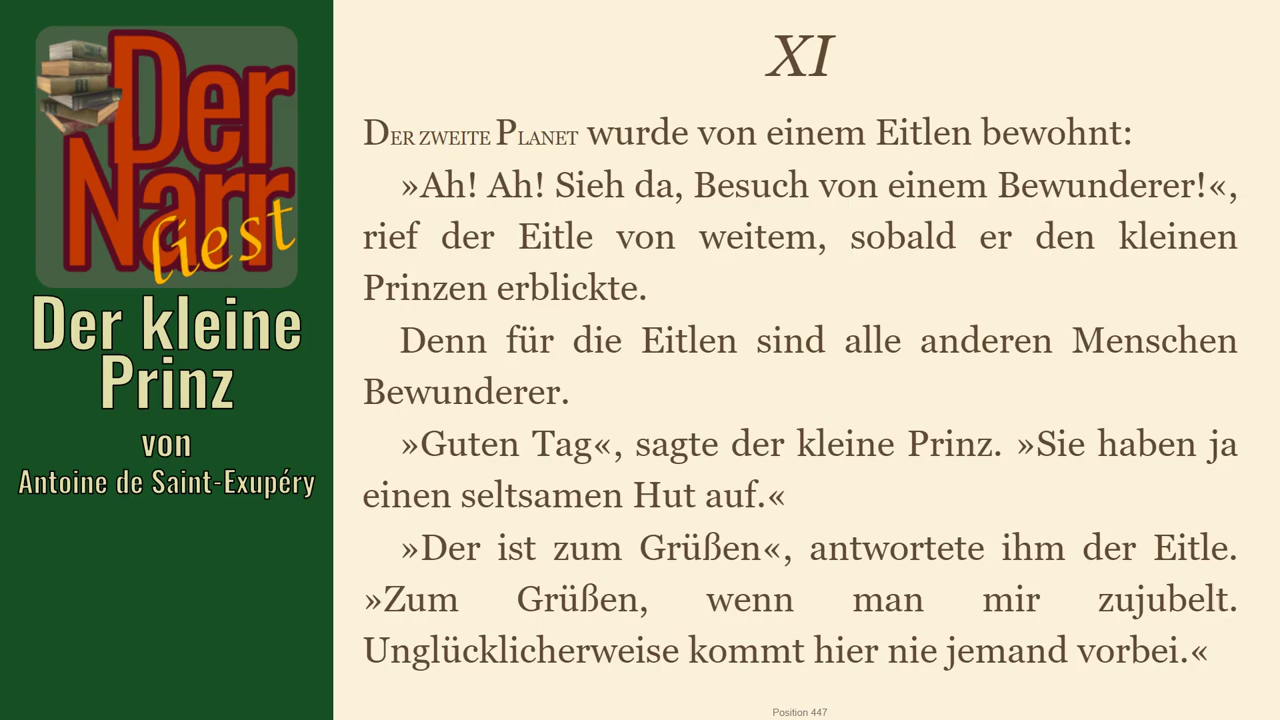 Der
Narr
liest
Der kleine
Prinz
von
Antoine de Saint-Exupéry
XI
DER ZWEITE PLANET wurde von einem Eitlen bewohnt:
»Ah! Ah! Sieh da, Besuch von einem Bewunderer!«,
rief der Eitle von weitem, sobald er den kleinen
Prinzen erblickte.
Denn für die Eitlen sind alle anderen Menschen
Bewunderer.
»Guten Tag«, sagte der kleine Prinz. »Sie haben ja
einen seltsamen Hut auf.«
»Der ist zum Grüßen«, antwortete ihm der Eitle.
»Zum Grüßen, wenn man mir zujubelt.
Unglücklicherweise kommt hier nie jemand vorbei.«
Position 447